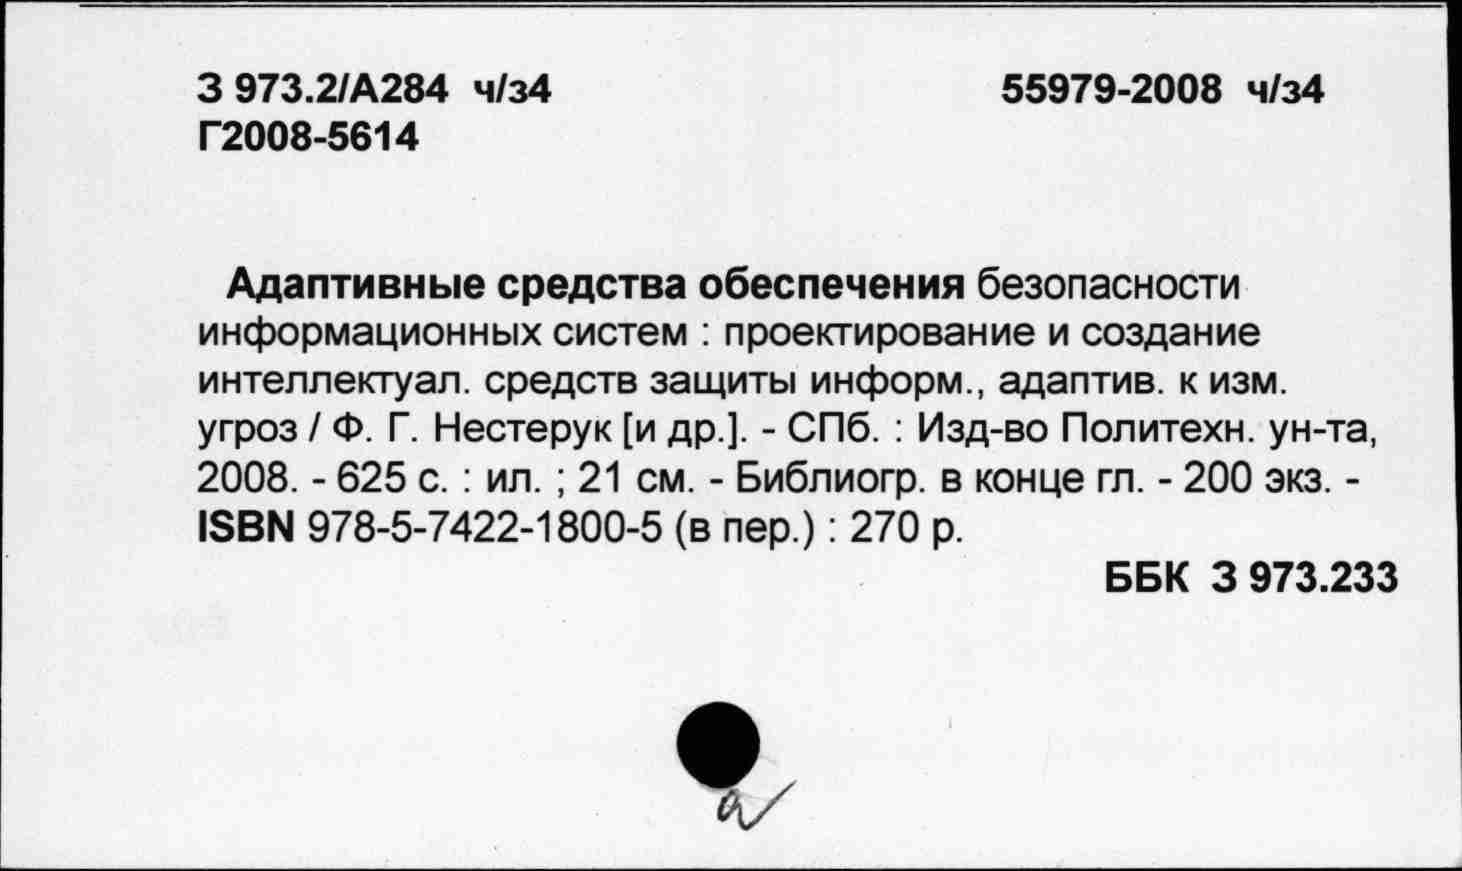 З 973.2/А284 ч/з4 55979-2008 ч/з4
Г2008-5614
Адаптивные средства обеспечения безопасности
информационных систем : проектирование и создание
интеллектуал. средств защиты информ., адаптив. к изм.
угроз / Ф. Г. Нестерук [и др.]. - СПб. : Изд-во Политехн. ун-та,
2008. - 625 с. : ил. ; 21 см. - Библиогр. в конце гл. - 200 экз. -
ISBN 978-5-7422-1800-5 (в пер.) : 270 р.
ББК З 973.233